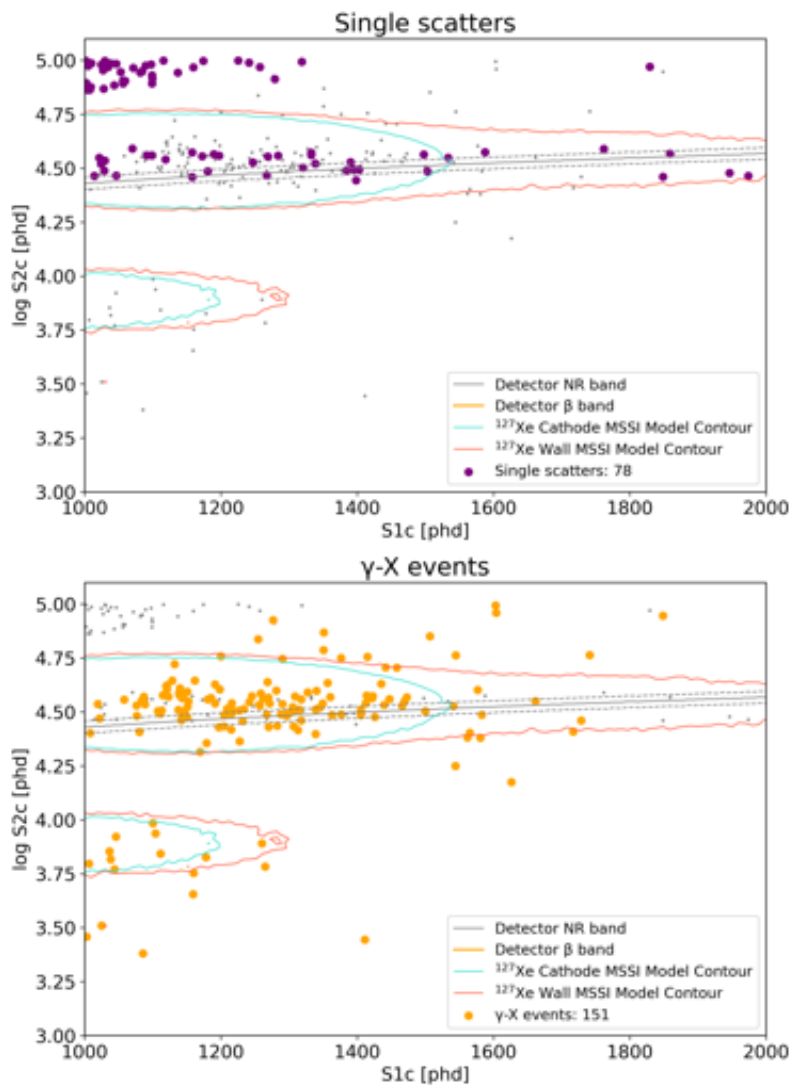 Single scatters
5.00
4.75
4.50
4.25
4.00
3.75
3.50
3.25
3.00
log S2c [phd]
Detector NR band
Detector β band
¹²⁷Xe Cathode MSSI Model Contour
¹²⁷Xe Wall MSSI Model Contour
Single scatters: 78
1000 1200 1400 1600 1800 2000
S1c [phd]
γ-X events
5.00
4.75
4.50
4.25
4.00
3.75
3.50
3.25
3.00
log S2c [phd]
Detector NR band
Detector β band
¹²⁷Xe Cathode MSSI Model Contour
¹²⁷Xe Wall MSSI Model Contour
γ-X events: 151
1000 1200 1400 1600 1800 2000
S1c [phd]